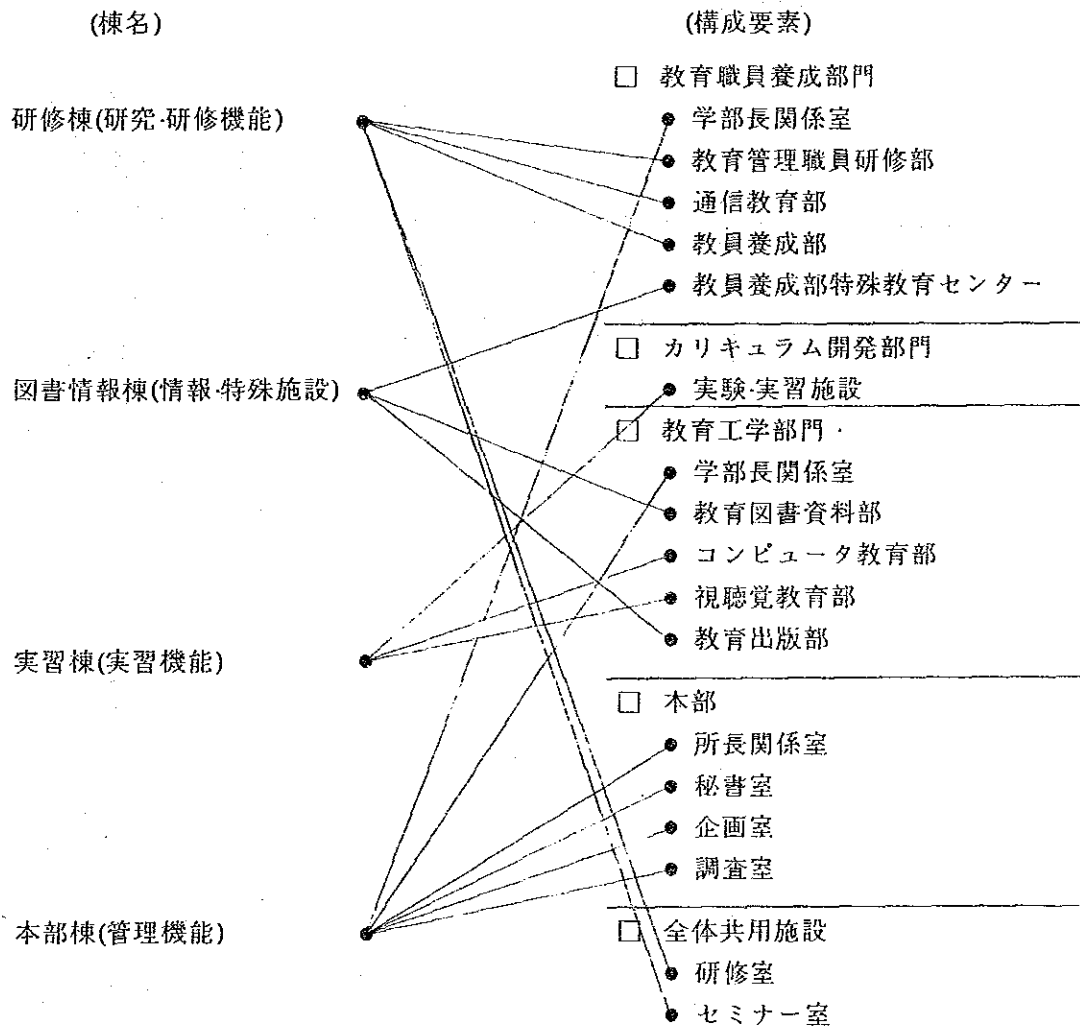 (棟名)
(構成要素)
□ 教育職員養成部門
研修棟(研究·研修機能)
学部長関係室
教育管理職員研修部
通信教育部
教員養成部
教員養成部特殊教育センター
図書情報棟(情報·特殊施設)
□ カリキュラム開発部門
実験·実習施設
□ 教育工学部門
学部長関係室
教育図書資料部
コンピュータ教育部
視聴覚教育部
教育出版部
実習棟(実習機能)
□ 本部
所長関係室
秘書室
企画室
調査室
本部棟(管理機能)
□ 全体共用施設
研修室
セミナー室